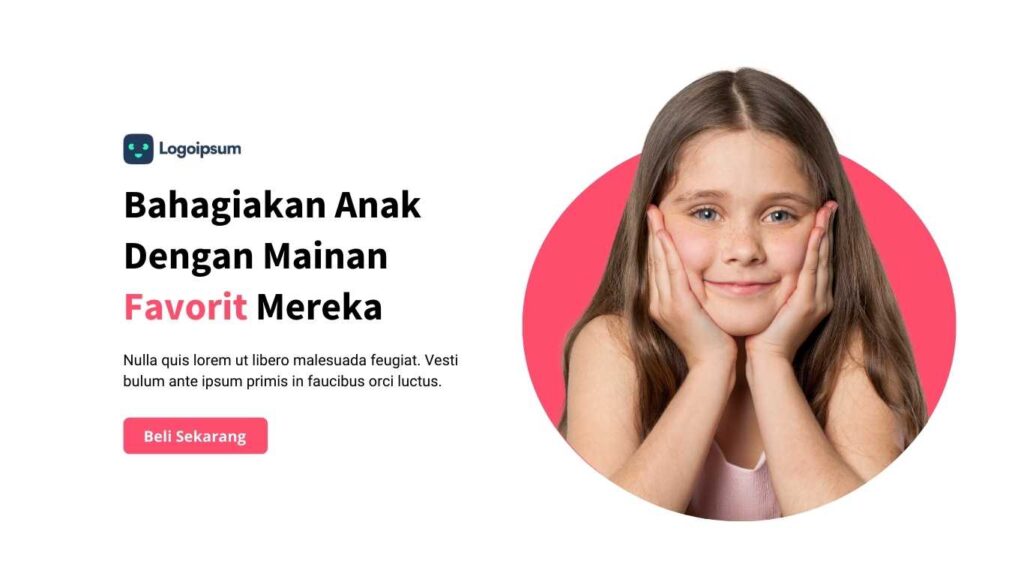 Logoipsum
Bahagiakan Anak
Dengan Mainan
Favorit Mereka
Nulla quis lorem ut libero malesuada feugiat. Vesti
bulum ante ipsum primis in faucibus orci luctus.
Beli Sekarang